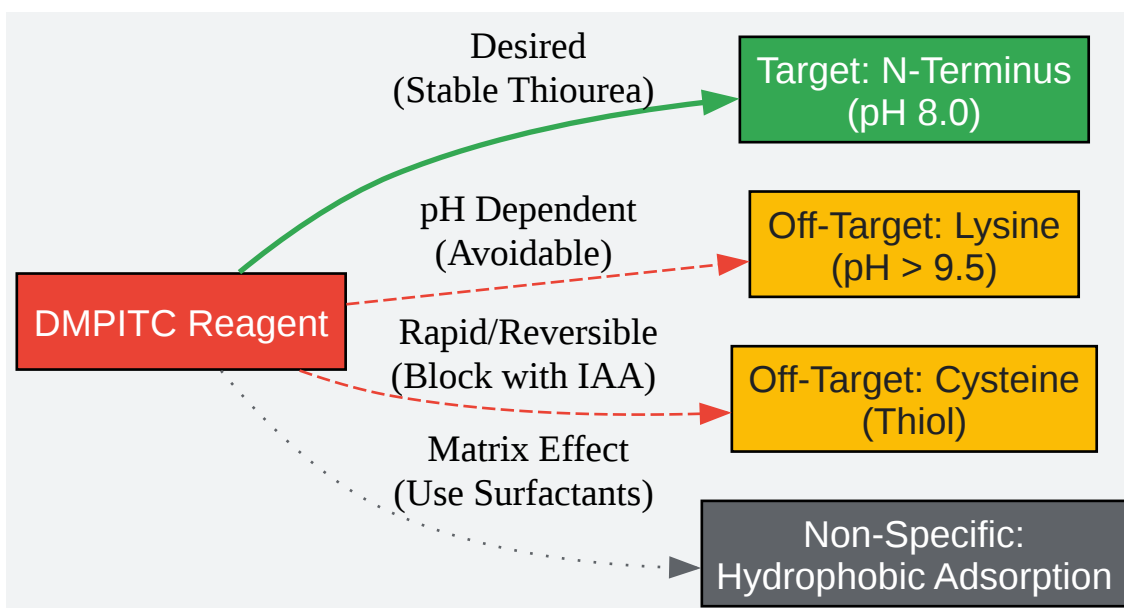 Desired
(Stable Thiourea)
Target: N-Terminus
(pH 8.0)
pH Dependent
(Avoidable)
Off-Target: Lysine
(pH > 9.5)
DMPITC Reagent
Rapid/Reversible
(Block with IAA)
Off-Target: Cysteine
(Thiol)
Matrix Effect
(Use Surfactants)
Non-Specific:
Hydrophobic Adsorption